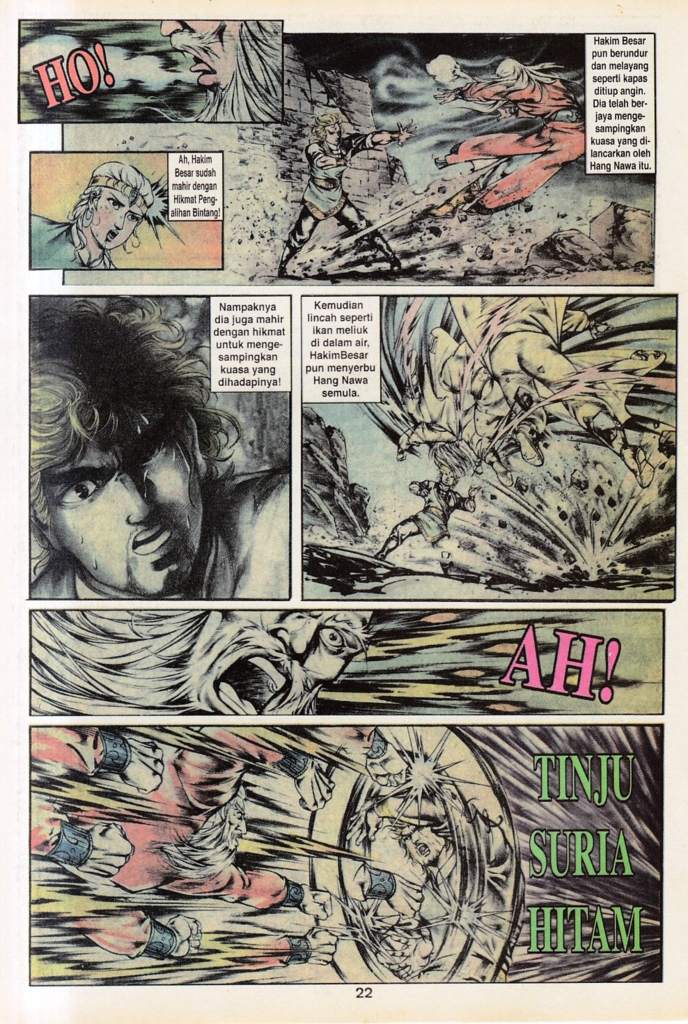 HO!
Hakim Besar
pun berundur
dan melayang
seperti kapas
ditiup angin.
Dia telah ber-
jaya menge-
sampingkan
kuasa yang di-
lancarkan oleh
Hang Nawa itu.
Ah, Hakim
Besar sudah
mahir dengan
Hikmat Peng-
alihan Bintang!
Nampaknya
dia juga mahir
dengan hikmat
untuk menge-
sampingkan
kuasa yang
dihadapinya!
Kemudian
lincah seperti
ikan meliuk
di dalam air,
HakimBesar
pun menyerbu
Hang Nawa
semula.
AH!
TINJU
SURIA
HITAM
22